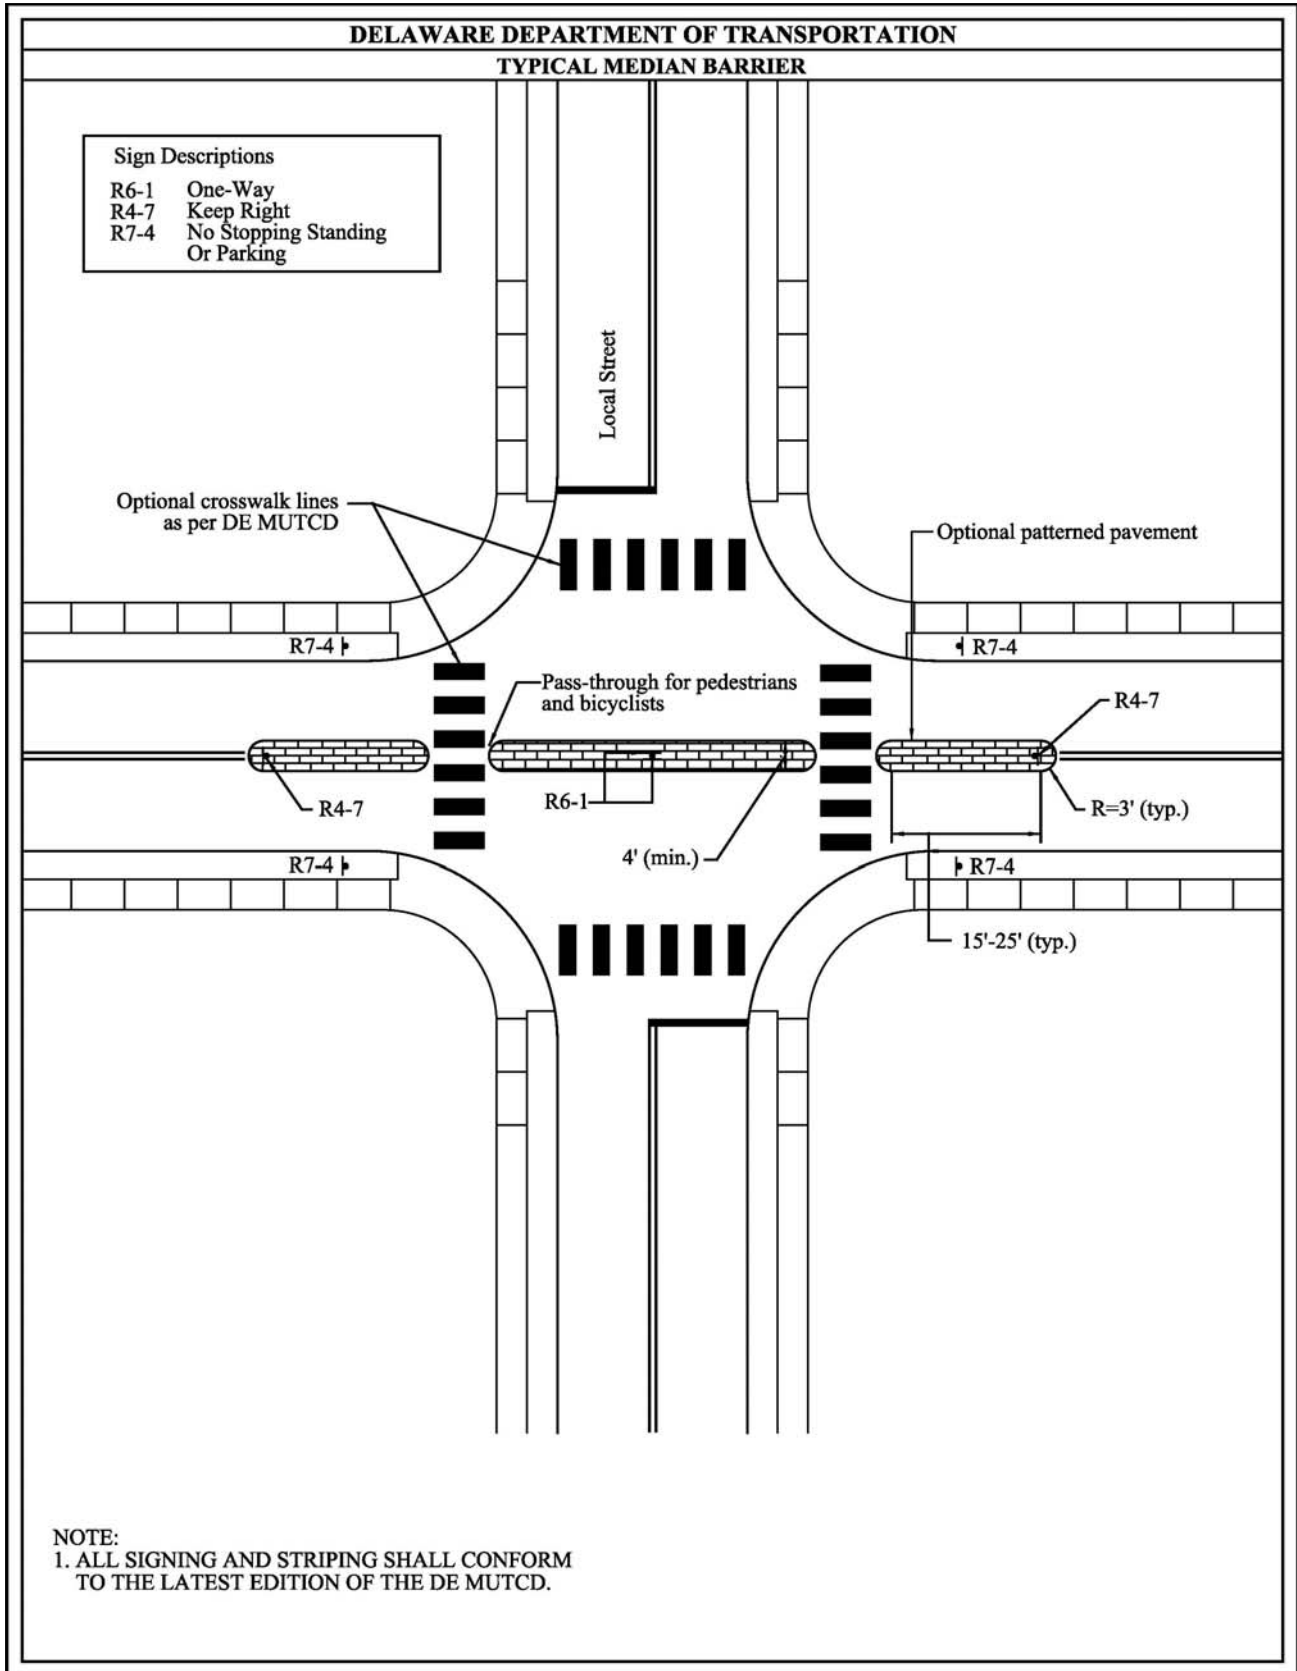 DELAWARE DEPARTMENT OF TRANSPORTATION
TYPICAL MEDIAN BARRIER
Sign Descriptions
R6-1 One-Way
R4-7 Keep Right
R7-4 No Stopping Standing
Or Parking
Local Street
Optional crosswalk lines
as per DE MUTCD
Optional patterned pavement
R7-4
R7-4
Pass-through for pedestrians
and bicyclists
R4-7
R6-1
R4-7
R=3' (typ.)
4' (min.)
R7-4
R7-4
15'-25' (typ.)
NOTE:
1. ALL SIGNING AND STRIPING SHALL CONFORM
TO THE LATEST EDITION OF THE DE MUTCD.